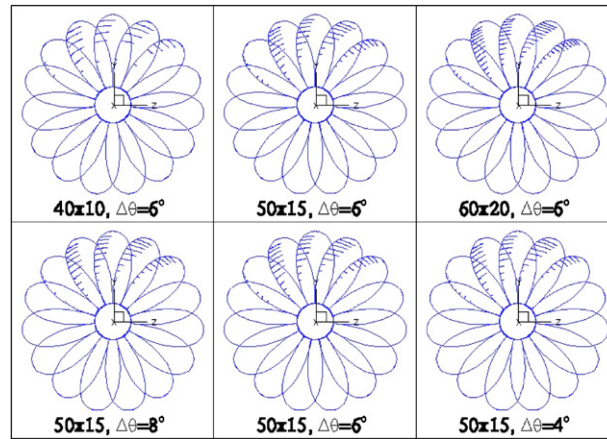 y
x
z
40x10, Δθ=6°
y
x
z
50x15, Δθ=6°
y
x
z
60x20, Δθ=6°
y
x
z
50x15, Δθ=8°
y
x
z
50x15, Δθ=6°
y
x
z
50x15, Δθ=4°